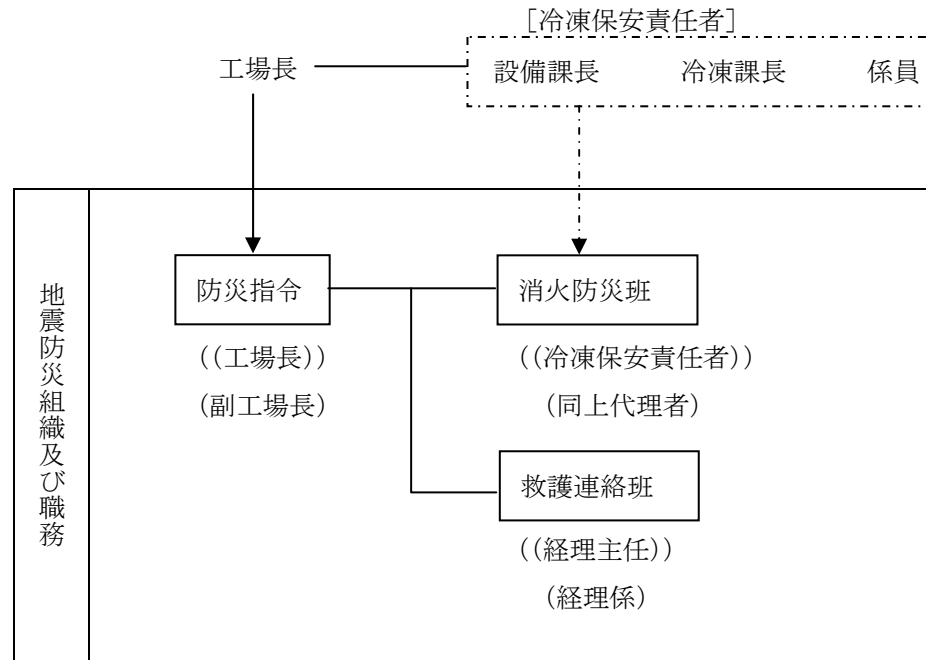 [冷凍保安責任者]
工場長
設備課長 冷凍課長 係員
地震防災組織及び職務
防災指令
消火防災班
((工場長))
((冷凍保安責任者))
(副工場長)
(同上代理者)
救護連絡班
((経理主任))
(経理係)